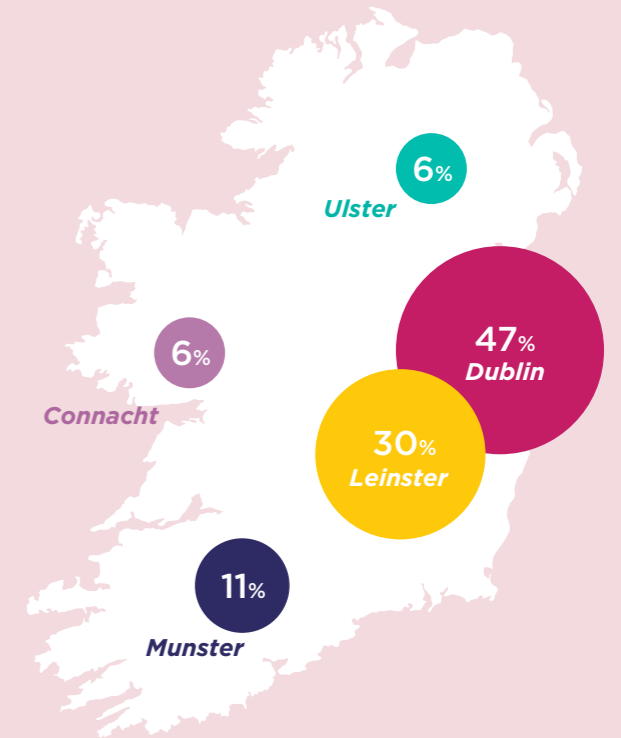 6%
Ulster
47%
Dublin
6%
Connacht
30%
Leinster
11%
Munster